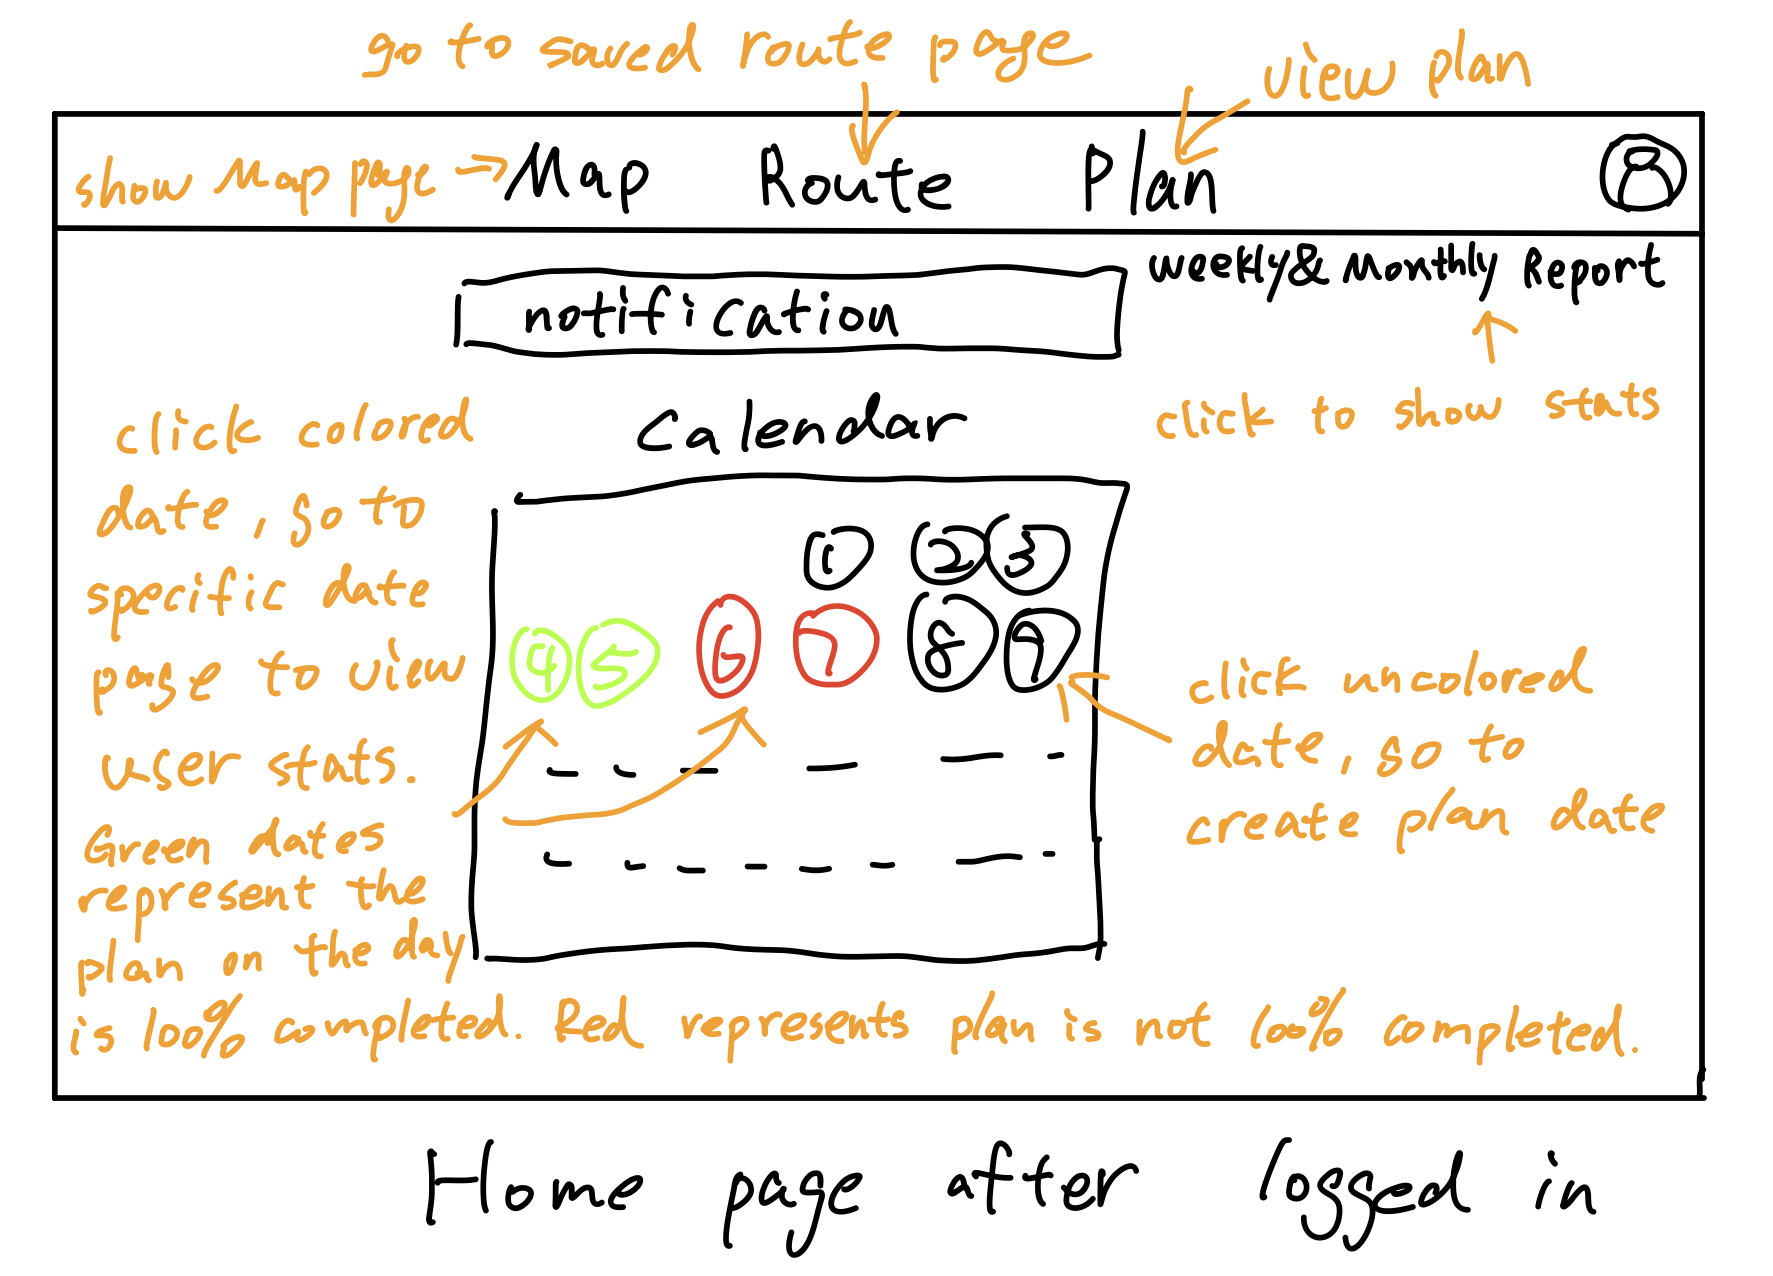 go to saved route page
view plan
show Map page Map Route Plan
weekly & Monthly Report
notification
click to show stats
Calendar
click colored
date, go to
specific date
page to view
user stats.
Green dates
represent the
plan on the day
is 100% completed. Red represents plan is not 100% completed.
1 2 3
4 5 6 7 8 9
click uncolored
date, go to
create plan date
Home page after logged in